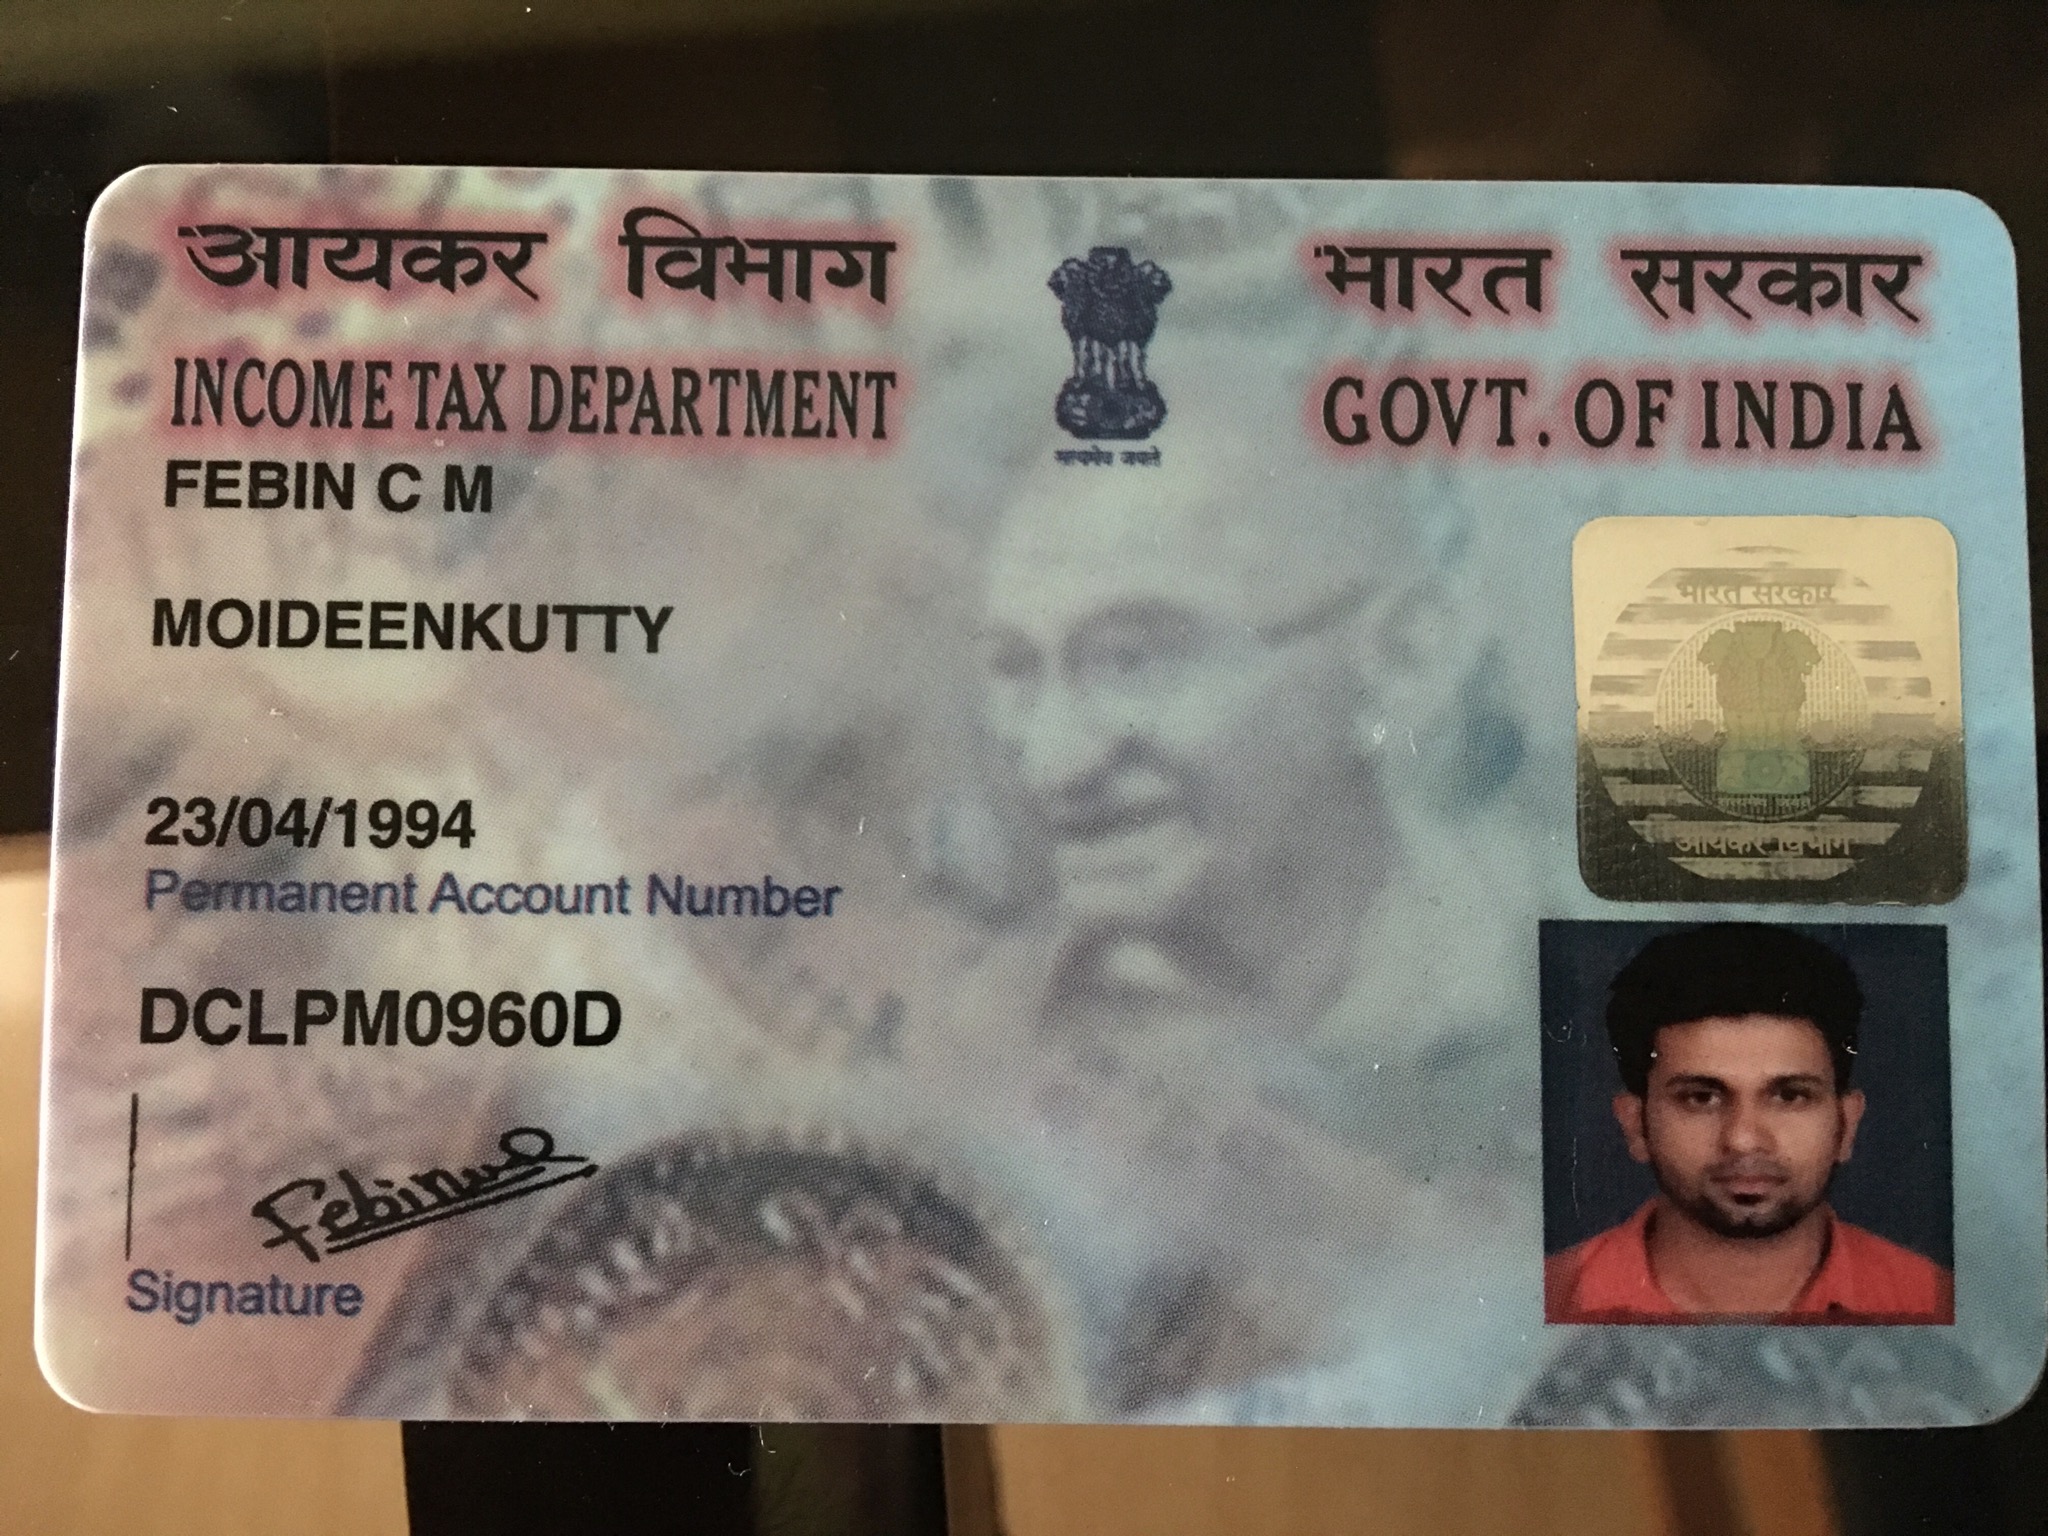 आयकर विभाग
भारत सरकार
INCOME TAX DEPARTMENT
GOVT. OF INDIA
सत्यमेव जयते
FEBIN C M
MOIDEENKUTTY
भारत सरकार
आयकर विभाग
23/04/1994
Permanent Account Number
DCLPM0960D
Signature